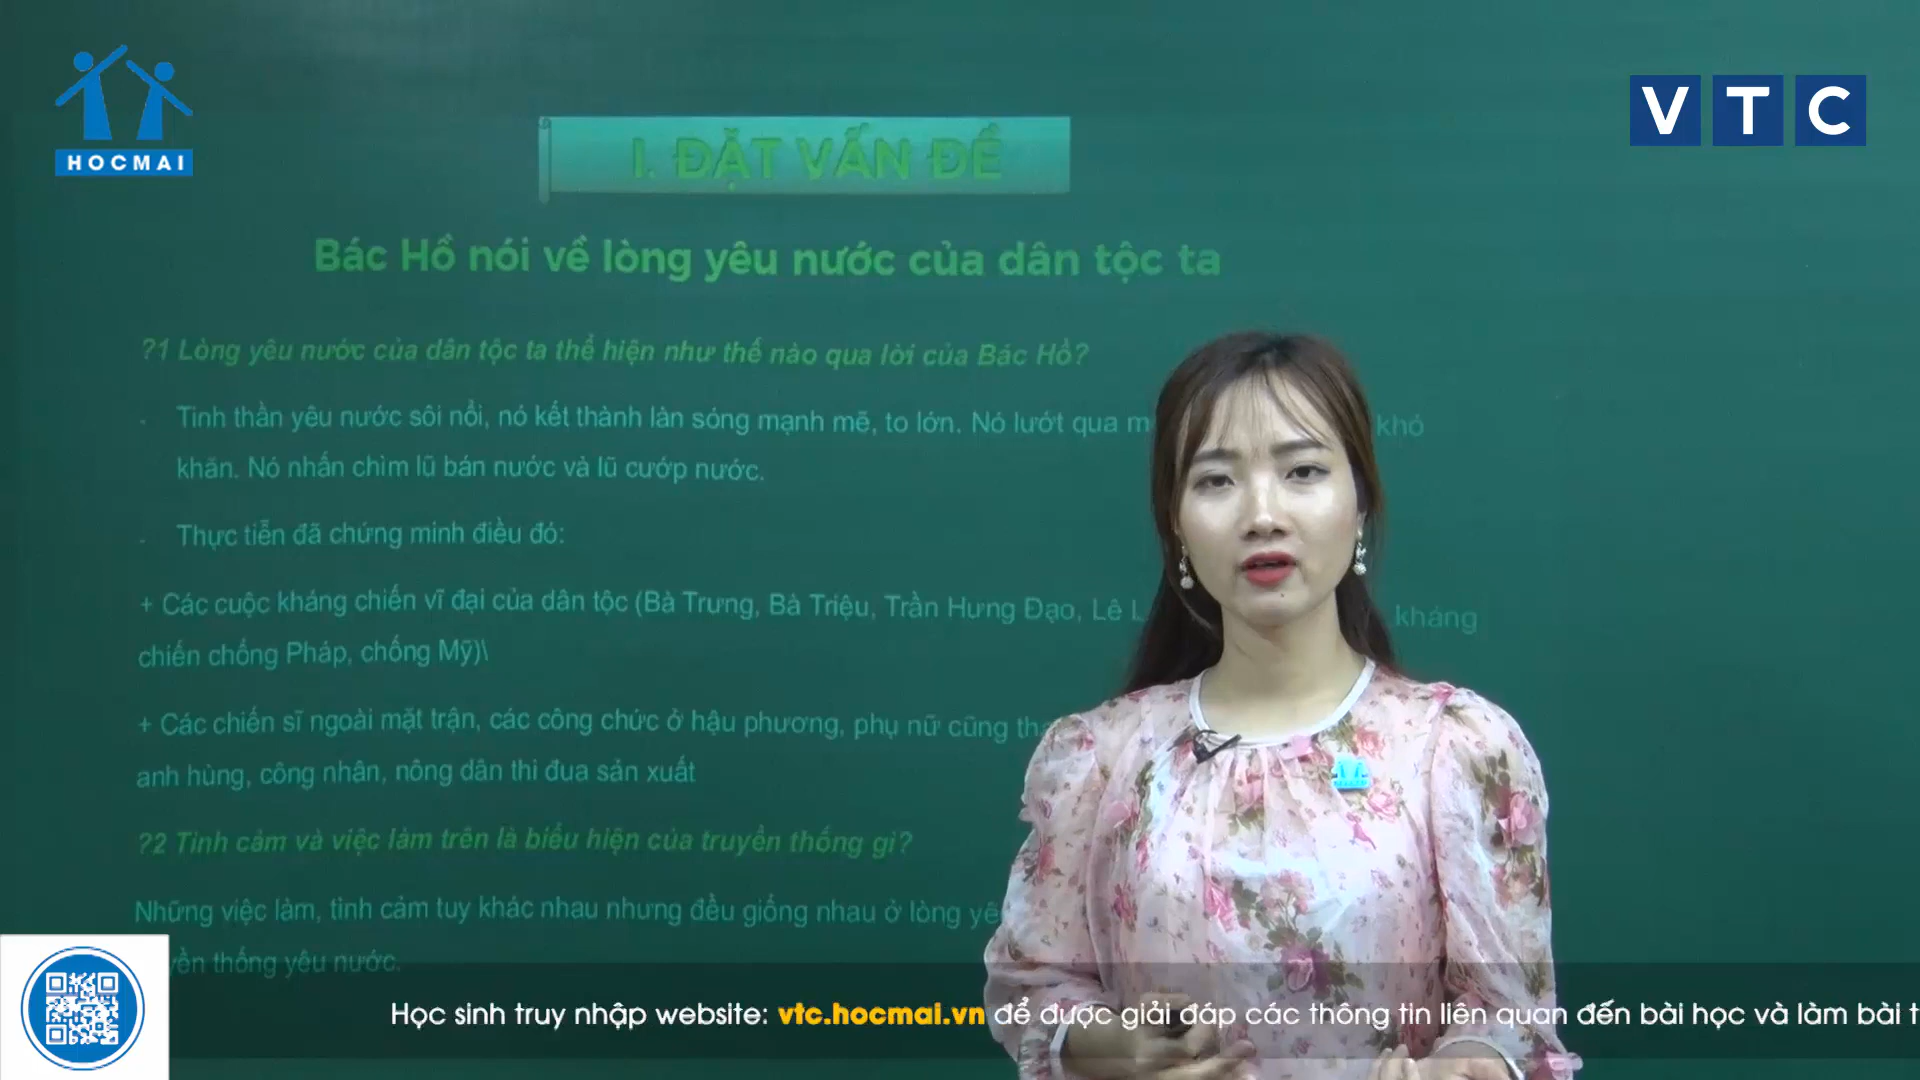 HOCMAI
VTC
I. ĐẶT VẤN ĐỀ
Bác Hồ nói về lòng yêu nước của dân tộc ta
?1 Lòng yêu nước của dân tộc ta thể hiện như thế nào qua lời của Bác Hồ?
- Tinh thần yêu nước sôi nổi, nó kết thành làn sóng mạnh mẽ, to lớn. Nó lướt qua khó
khăn. Nó nhấn chìm lũ bán nước và lũ cướp nước.
- Thực tiễn đã chứng minh điều đó:
+ Các cuộc kháng chiến vĩ đại của dân tộc (Bà Trưng, Bà Triệu, Trần Hưng Đạo, Lê kháng
chiến chống Pháp, chống Mỹ)\
+ Các chiến sĩ ngoài mặt trận, các công chức ở hậu phương, phụ nữ cũng
anh hùng, công nhân, nông dân thi đua sản xuất
?2 Tình cảm và việc làm trên là biểu hiện của truyền thống gì?
Những việc làm, tình cảm tuy khác nhau nhưng đều giống nhau ở lòng
thống yêu nước.
Học sinh truy nhập website: vtc.hocmai.vn để được giải đáp các thông tin liên quan đến bài học và làm bài